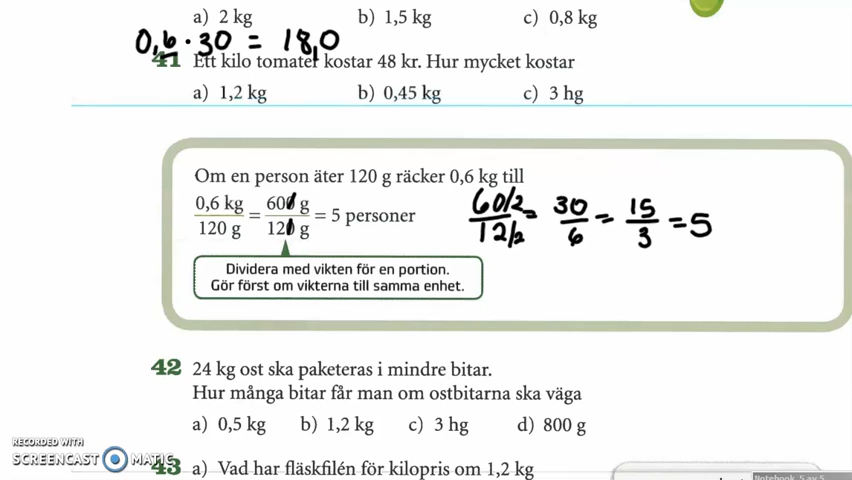 a) 2 kg b) 1,5 kg c) 0,8 kg
0,6 · 30 = 18,0
41 Ett kilo tomater kostar 48 kr. Hur mycket kostar
a) 1,2 kg b) 0,45 kg c) 3 hg
Om en person äter 120 g räcker 0,6 kg till
0,6 kg / 120 g = 600 g / 120 g = 5 personer
60/2 / 12/2 = 30 / 6 = 15 / 3 = 5
Dividera med vikten för en portion.
Gör först om vikterna till samma enhet.
42 24 kg ost ska paketeras i mindre bitar.
Hur många bitar får man om ostbitarna ska väga
a) 0,5 kg b) 1,2 kg c) 3 hg d) 800 g
RECORDED WITH
SCREENCAST MATIC
43 a) Vad har fläskfilén för kilopris om 1,2 kg
Notebook 5 av 5